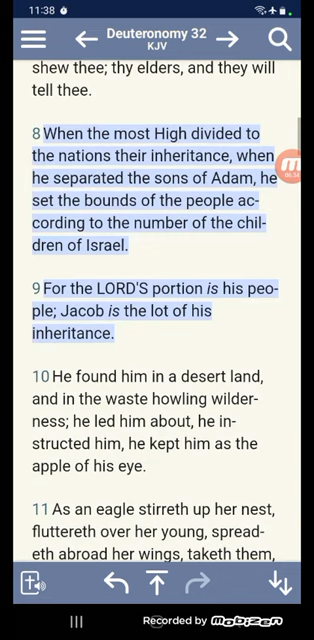 11:38
Deuteronomy 32
KJV
shew thee; thy elders, and they will
tell thee.
8 When the most High divided to
the nations their inheritance, when
he separated the sons of Adam, he
set the bounds of the people ac-
cording to the number of the chil-
dren of Israel.
9 For the LORD'S portion is his peo-
ple; Jacob is the lot of his
inheritance.
10 He found him in a desert land,
and in the waste howling wilder-
ness; he led him about, he in-
structed him, he kept him as the
apple of his eye.
11 As an eagle stirreth up her nest,
fluttereth over her young, spread-
eth abroad her wings, taketh them,
Recorded by mobizen